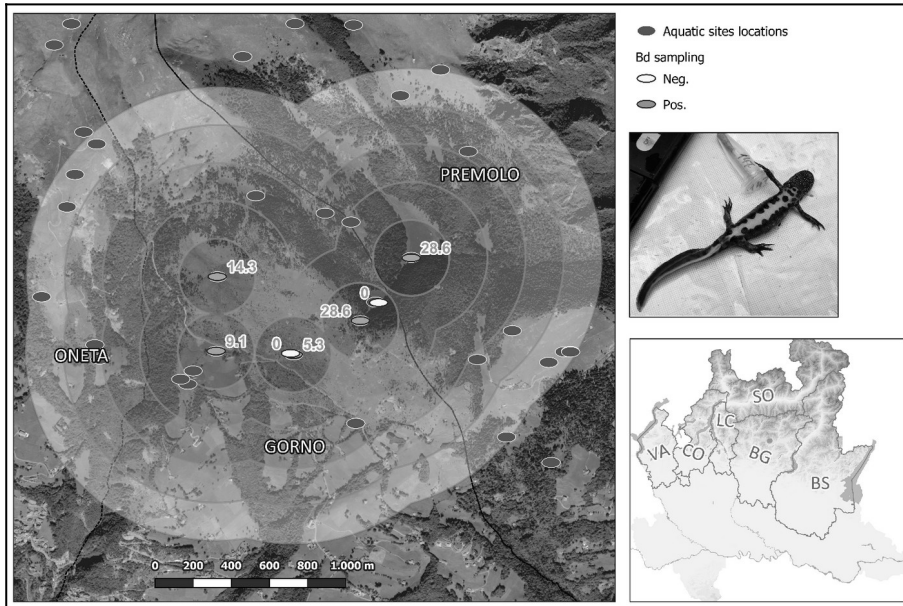 Aquatic sites locations
Bd sampling
Neg.
Pos.
PREMOLO
28.6
14.3
0
28.6
ONETA
9.1
0
5.3
GORNO
0 200 400 600 800 1.000 m
SO
LC
VA
CO
BG
BS